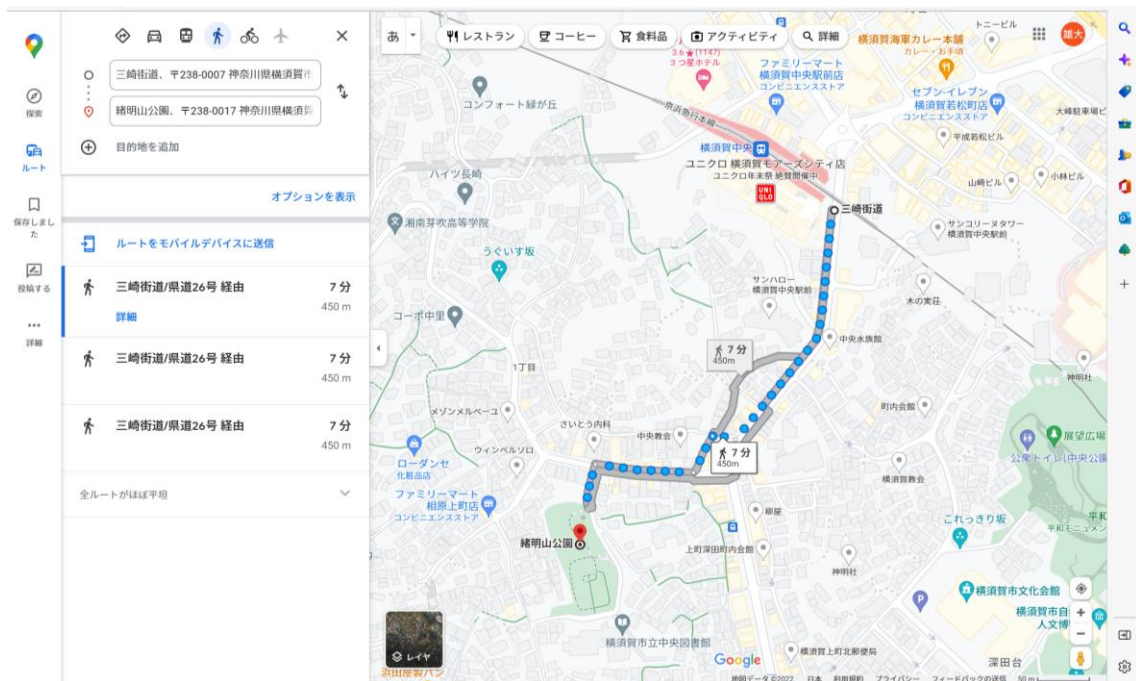 三崎街道、〒238-0007 神奈川県横須賀市
緒明山公園、〒238-0017 神奈川県横須賀
目的地を追加
オプションを表示
探索
ルート
保存しまし
た
投稿する
詳細
ルートをモバイルデバイスに送信
三崎街道/県道26号 経由
7 分
450 m
詳細
三崎街道/県道26号 経由
7 分
450 m
三崎街道/県道26号 経由
7 分
450 m
全ルートがほぼ平坦
あ
レストラン
コーヒー
食料品
アクティビティ
詳細
雄大
トニービル
横須賀海軍カレー本舗
カレー・お手頃
3.6★(1147)
3 つ星ホテル
ファミリーマート
横須賀中央駅前店
コンビニエンスストア
セブン-イレブン
横須賀若松町店
コンビニエンスストア
大峰駐車場ビ
コンフォート緑が丘
京浜急行本線
平成若松ビル
横須賀中央
ユニクロ 横須賀モアーズシティ店
ユニクロ年末祭 絶賛開催中
UNI
QLO
ハイツ長崎
山崎ビル
小林ビル
湘南芽吹高等学院
三崎街道
サンコリーヌタワー
横須賀中央駅前
うぐいす坂
サンハロー
横須賀中央駅前
木の実荘
コーポ中里
中央水族館
7 分
450m
1丁目
神明社
メゾンメルベーユ
町内会館
さいとう内科
中央教会
展望広場
公衆トイレ(中央公園
ウィンベルソロ
7 分
450m
ローダンセ
化粧品店
横須賀教会
ファミリーマート
相原上町店
コンビニエンスストア
柳屋
これっきり坂
平和
平和モニュメン
緒明山公園
上町深田町内会館
神明社
横須賀市文化会館
横須賀市自
人文博
横須賀市立中央図書館
レイヤ
浜田屋製パン
Google
横須賀上町北郵便局
深田台
地図データ ©2022
日本
利用規約
プライバシー
フィードバックの送信
50 m